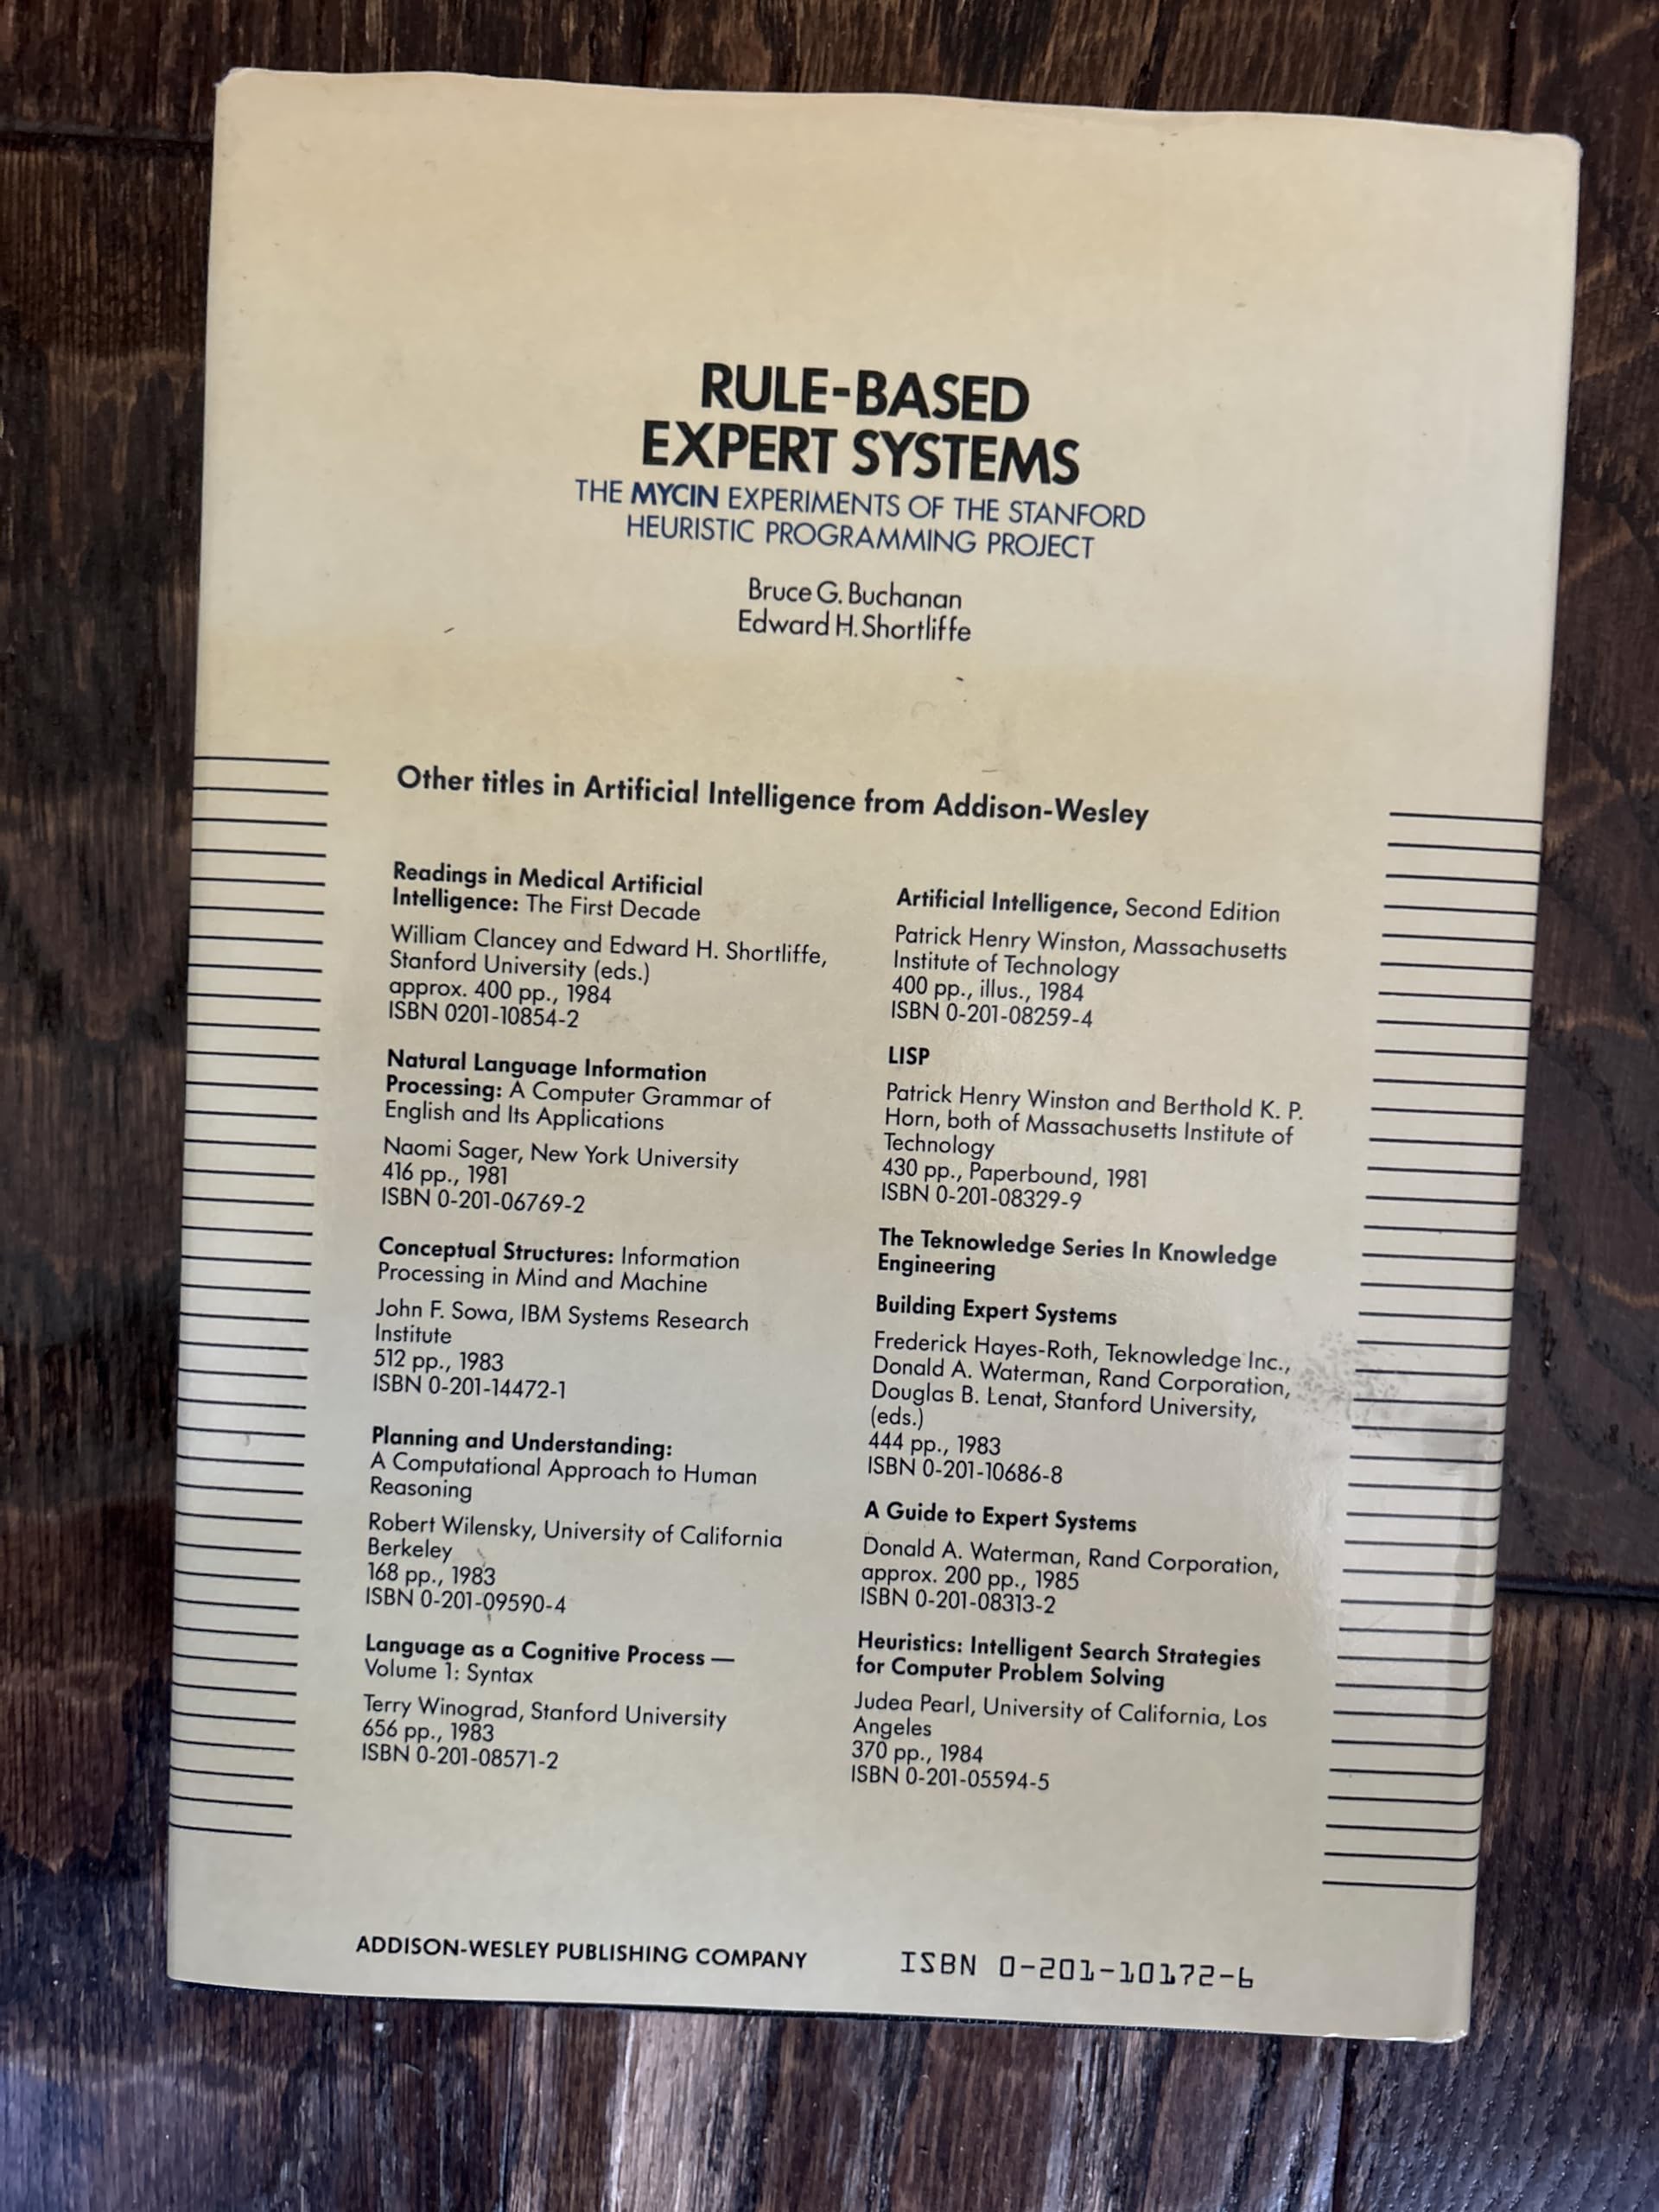 RULE-BASED
EXPERT SYSTEMS
THE MYCIN EXPERIMENTS OF THE STANFORD
HEURISTIC PROGRAMMING PROJECT
Bruce G. Buchanan
Edward H. Shortliffe
Other titles in Artificial Intelligence from Addison-Wesley
Readings in Medical Artificial
Intelligence: The First Decade
William Clancey and Edward H. Shortliffe,
Stanford University (eds.)
approx. 400 pp., 1984
ISBN 0201-10854-2
Natural Language Information
Processing: A Computer Grammar of
English and Its Applications
Naomi Sager, New York University
416 pp., 1981
ISBN 0-201-06769-2
Conceptual Structures: Information
Processing in Mind and Machine
John F. Sowa, IBM Systems Research
Institute
512 pp., 1983
ISBN 0-201-14472-1
Planning and Understanding:
A Computational Approach to Human
Reasoning
Robert Wilensky, University of California
Berkeley
168 pp., 1983
ISBN 0-201-09590-4
Language as a Cognitive Process —
Volume 1: Syntax
Terry Winograd, Stanford University
656 pp., 1983
ISBN 0-201-08571-2
Artificial Intelligence, Second Edition
Patrick Henry Winston, Massachusetts
Institute of Technology
400 pp., illus., 1984
ISBN 0-201-08259-4
LISP
Patrick Henry Winston and Berthold K. P.
Horn, both of Massachusetts Institute of
Technology
430 pp., Paperbound, 1981
ISBN 0-201-08329-9
The Teknowledge Series In Knowledge
Engineering
Building Expert Systems
Frederick Hayes-Roth, Teknowledge Inc.,
Donald A. Waterman, Rand Corporation,
Douglas B. Lenat, Stanford University,
(eds.)
444 pp., 1983
ISBN 0-201-10686-8
A Guide to Expert Systems
Donald A. Waterman, Rand Corporation,
approx. 200 pp., 1985
ISBN 0-201-08313-2
Heuristics: Intelligent Search Strategies
for Computer Problem Solving
Judea Pearl, University of California, Los
Angeles
370 pp., 1984
ISBN 0-201-05594-5
ADDISON-WESLEY PUBLISHING COMPANY
ISBN 0-201-10172-6